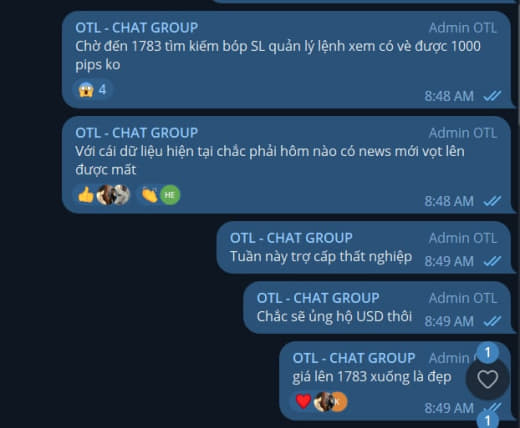 OTL - CHAT GROUP Admin OTL
Chờ đến 1783 tìm kiếm bóp SL quản lý lệnh xem có vè được 1000
pips ko
4
8:48 AM
OTL - CHAT GROUP Admin OTL
Với cái dữ liệu hiện tại chắc phải hôm nào có news mới vọt lên
được mất
HE
8:48 AM
OTL - CHAT GROUP Admin OTL
Tuần này trợ cấp thất nghiệp 8:49 AM
OTL - CHAT GROUP Admin OTL
Chắc sẽ ủng hộ USD thôi 8:49 AM
OTL - CHAT GROUP Admin
1
giá lên 1783 xuống là đẹp
K
8:49 AM
1